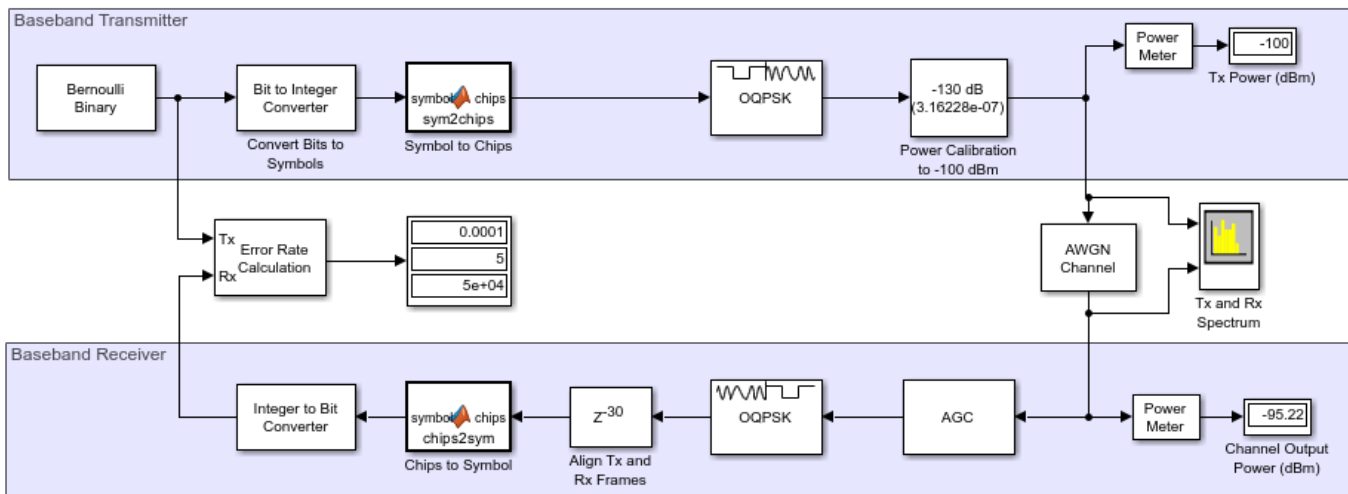 Baseband Transmitter
Bernoulli
Binary
Bit to Integer
Converter
Convert Bits to
Symbols
symbol chips
sym2chips
Symbol to Chips
OQPSK
-130 dB
(3.16228e-07)
Power Calibration
to -100 dBm
Power
Meter
-100
Tx Power (dBm)
Tx
Rx
Error Rate
Calculation
0.0001
5
5e+04
AWGN
Channel
Tx and Rx
Spectrum
Baseband Receiver
Integer to Bit
Converter
symbol chips
chips2sym
Chips to Symbol
Z-30
Align Tx and
Rx Frames
OQPSK
AGC
Power
Meter
-95.22
Channel Output
Power (dBm)